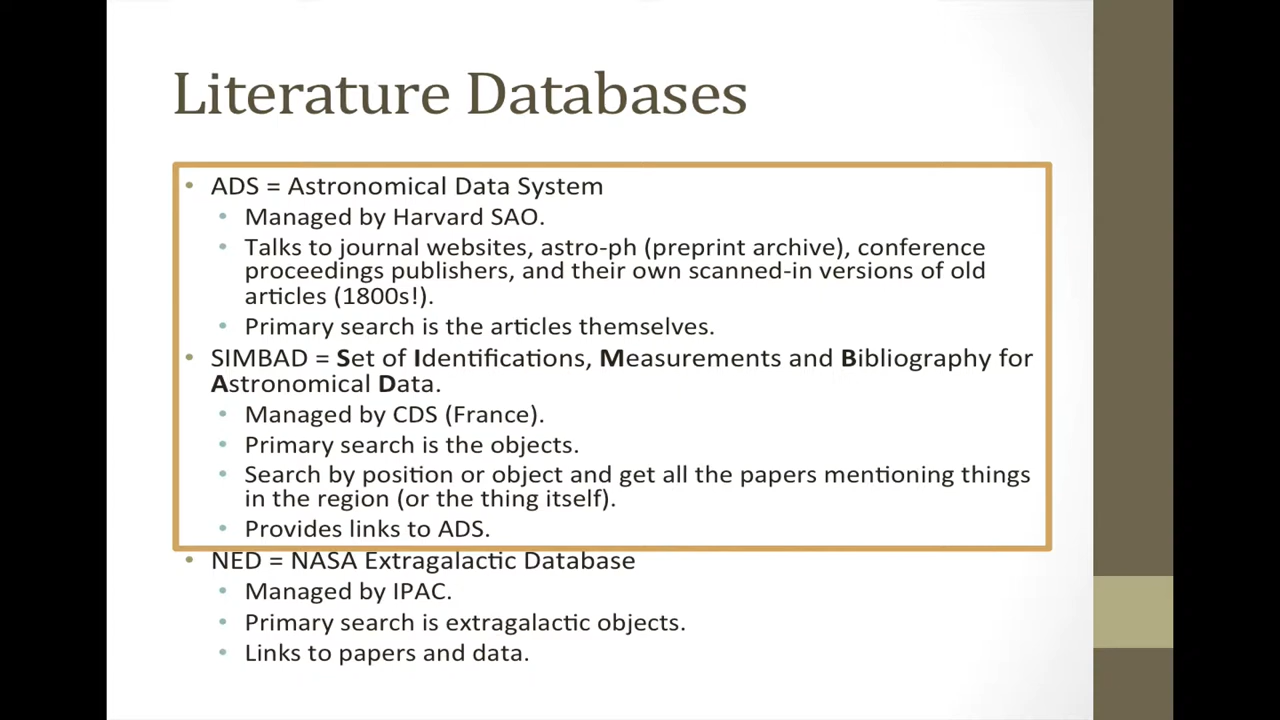 Literature Databases
• ADS = Astronomical Data System
• Managed by Harvard SAO.
• Talks to journal websites, astro-ph (preprint archive), conference
proceedings publishers, and their own scanned-in versions of old
articles (1800s!).
• Primary search is the articles themselves.
• SIMBAD = Set of Identifications, Measurements and Bibliography for
Astronomical Data.
• Managed by CDS (France).
• Primary search is the objects.
• Search by position or object and get all the papers mentioning things
in the region (or the thing itself).
• Provides links to ADS.
• NED = NASA Extragalactic Database
• Managed by IPAC.
• Primary search is extragalactic objects.
• Links to papers and data.